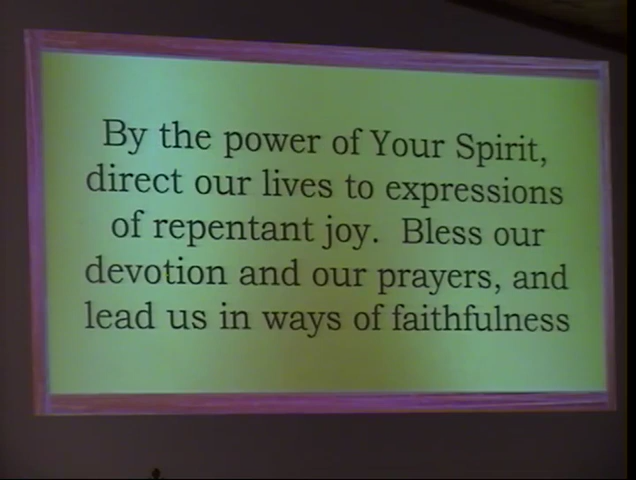 By the power of Your Spirit,
direct our lives to expressions
of repentant joy.  Bless our
devotion and our prayers, and
lead us in ways of faithfulness